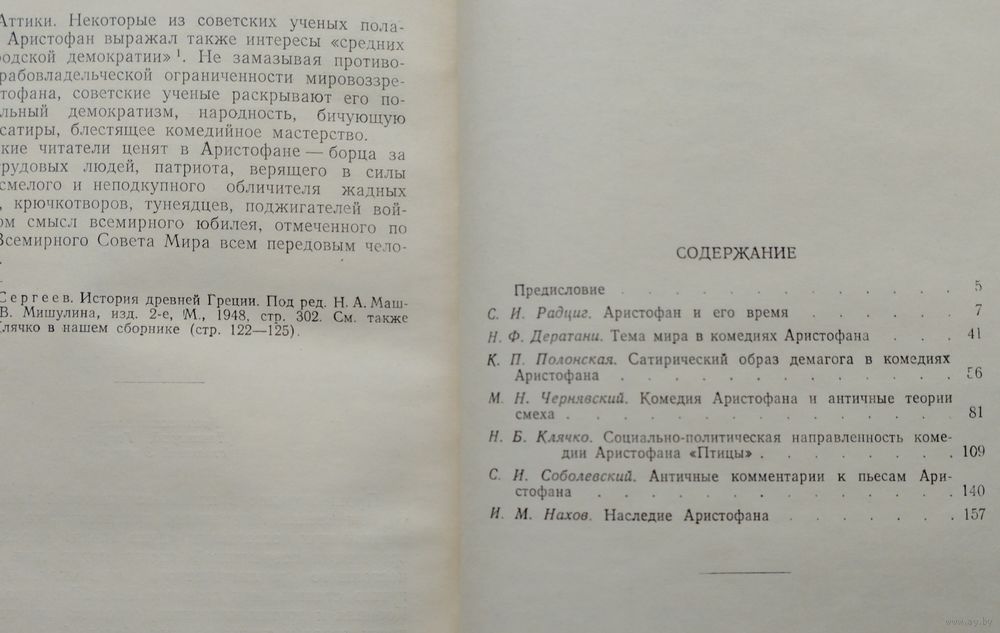 Аттики. Некоторые из советских ученых пола-
Аристофан выражал также интересы «средних
родской демократии» ¹. Не замазывая противо-
рабовладельческой ограниченности мировоззре-
тофана, советские ученые раскрывают его по-
льный демократизм, народность, бичующую
сатиры, блестящее комедийное мастерство.
кие читатели ценят в Аристофане — борца за
рудовых людей, патриота, верящего в силы
смелого и неподкупного обличителя жадных
, крючкотворов, тунеядцев, поджигателей вой-
ом смысл всемирного юбилея, отмеченного по
Всемирного Совета Мира всем передовым чело-
.
Сергеев. История древней Греции. Под ред. Н. А. Маш-
В. Мишулина, изд. 2-е, М., 1948, стр. 302. См. также
Клячко в нашем сборнике (стр. 122—125).
СОДЕРЖАНИЕ
Предисловие . . . . . . . . . . . . 5
С. И. Радциг. Аристофан и его время . . . . . . 7
Н. Ф. Дератани. Тема мира в комедиях Аристофана . . . 41
К. П. Полонская. Сатирический образ демагога в комедиях
Аристофана . . . . . . . . . . . . 56
М. Н. Чернявский. Комедия Аристофана и античные теории
смеха . . . . . . . . . . . . . . 81
Н. Б. Клячко. Социально-политическая направленность коме-
дии Аристофана «Птицы» . . . . . . . . 109
С. И. Соболевский. Античные комментарии к пьесам Ари-
стофана . . . . . . . . . . . . . 140
И. М. Нахов. Наследие Аристофана . . . . . . 157
www.ay.by